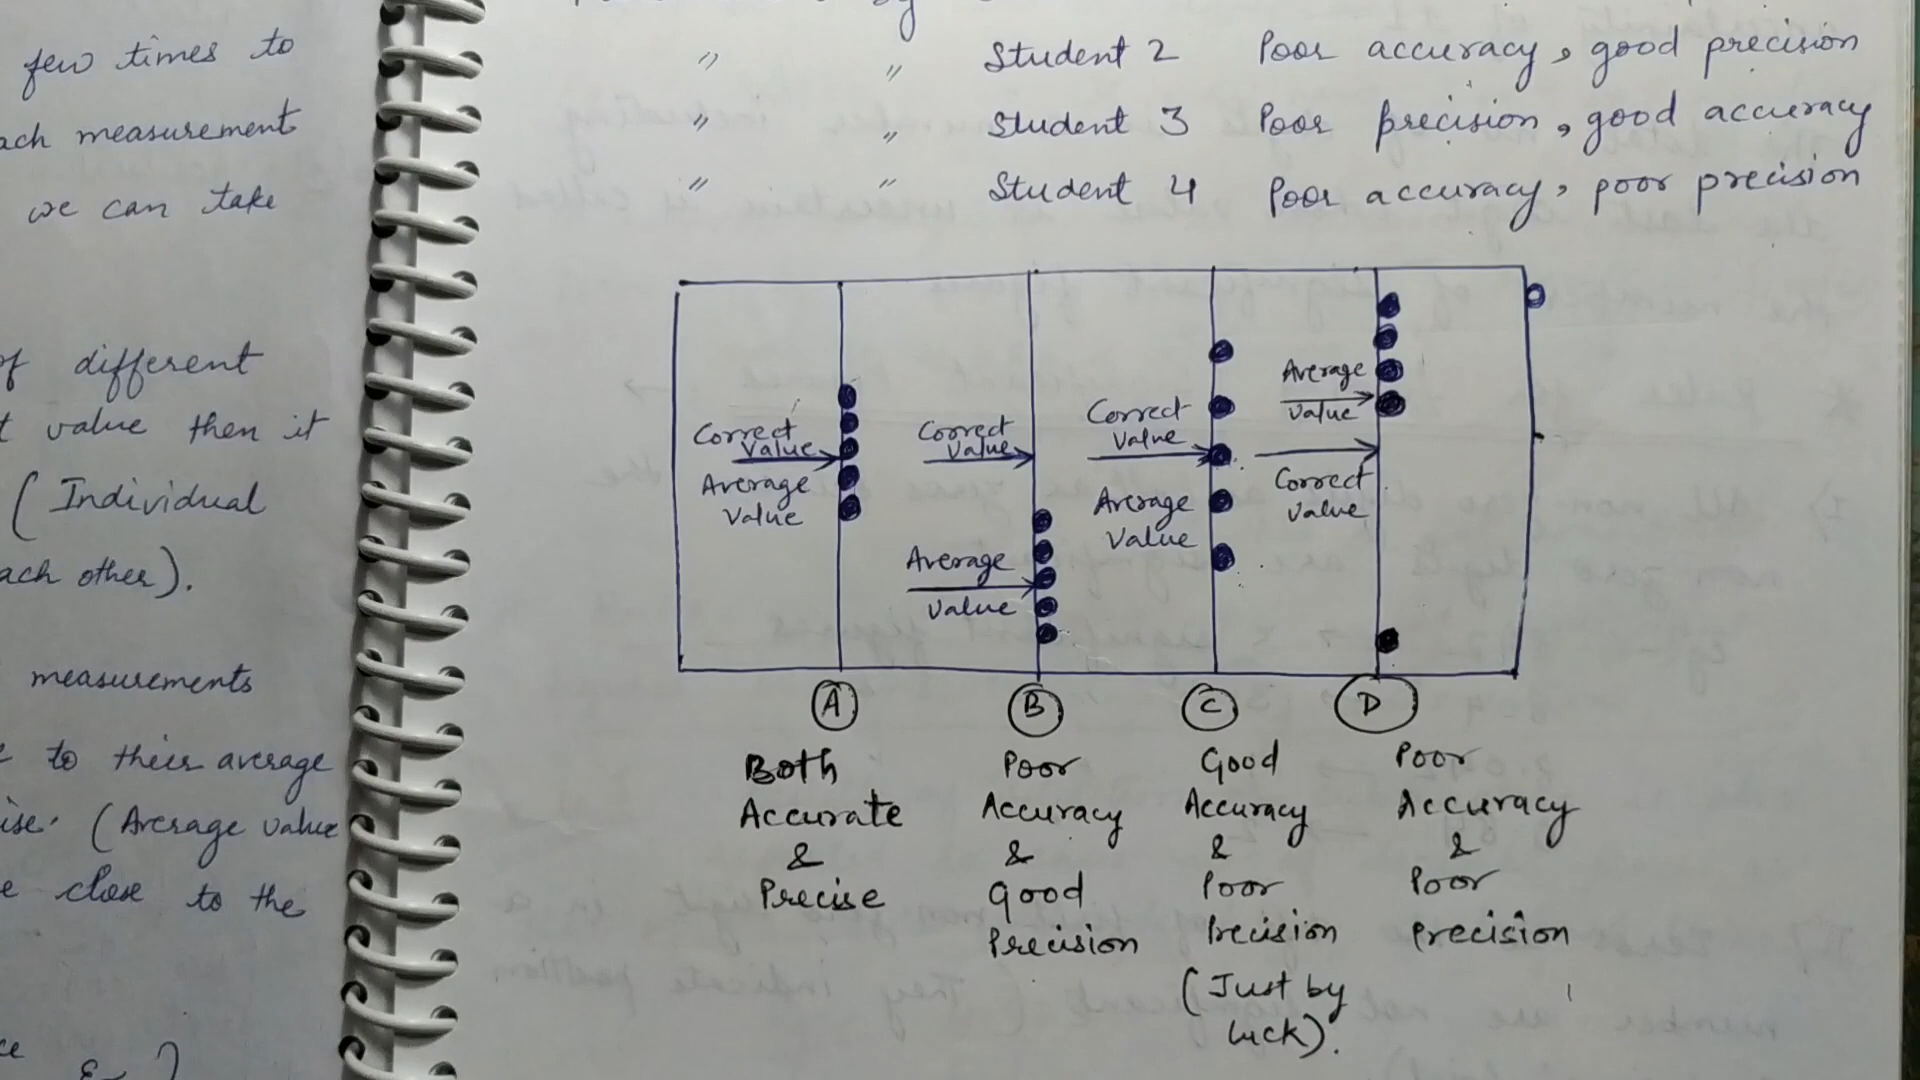 few times to
ach measurement
we can take
of different
t value then it
( Individual
ach other).
measurements
to their average
ise. (Average value
e close to the
by
" " Student 2 Poor accuracy, good precision
" " Student 3 Poor precision, good accuracy
" " Student 4 Poor accuracy, poor precision
Correct
Value
Average
Value
Correct
Value
Average
Value
Correct
Value
Average
Value
Average
Value
Correct
Value
A B C D
Both
Accurate
&
Precise
Poor
Accuracy
&
Good
Precision
Good
Accuracy
&
Poor
Precision
(Just by
luck).
Poor
Accuracy
&
Poor
precision